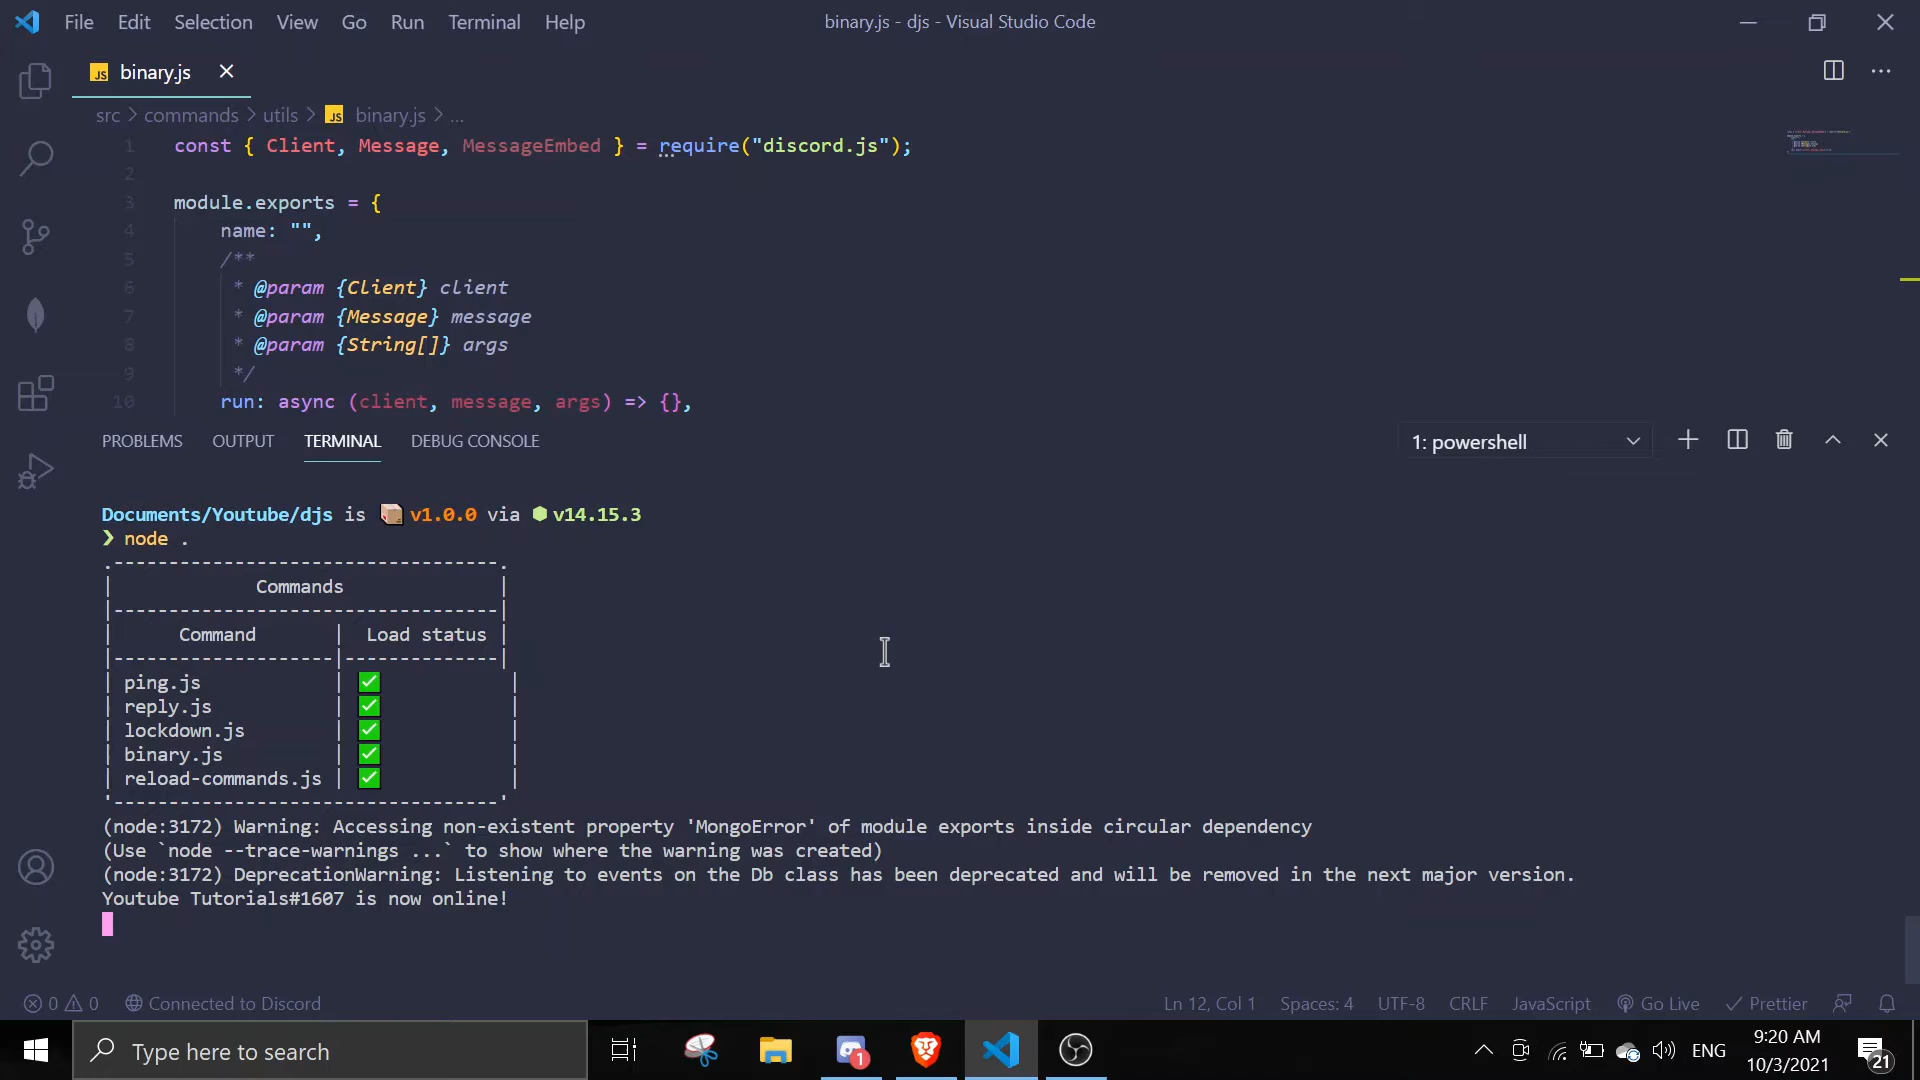 File Edit Selection View Go Run Terminal Help binary.js - djs - Visual Studio Code
JS binary.js
src > commands > utils > JS binary.js > ...
1 const { Client, Message, MessageEmbed } = require("discord.js");
2
3 module.exports = {
4 name: "",
5 /**
6 * @param {Client} client
7 * @param {Message} message
8 * @param {String[]} args
9 */
10 run: async (client, message, args) => {},
PROBLEMS OUTPUT TERMINAL DEBUG CONSOLE 1: powershell
Documents/Youtube/djs is 📦 v1.0.0 via ⬢ v14.15.3
❯ node .
.-----------------------------------.
| Commands |
|-----------------------------------|
| Command | Load status |
|--------------------|--------------|
| ping.js | ✅ |
| reply.js | ✅ |
| lockdown.js | ✅ |
| binary.js | ✅ |
| reload-commands.js | ✅ |
'-----------------------------------'
(node:3172) Warning: Accessing non-existent property 'MongoError' of module exports inside circular dependency
(Use `node --trace-warnings ...` to show where the warning was created)
(node:3172) DeprecationWarning: Listening to events on the Db class has been deprecated and will be removed in the next major version.
Youtube Tutorials#1607 is now online!
0 0 Connected to Discord Ln 12, Col 1 Spaces: 4 UTF-8 CRLF JavaScript Go Live Prettier
Type here to search 1 ENG 9:20 AM
10/3/2021 21